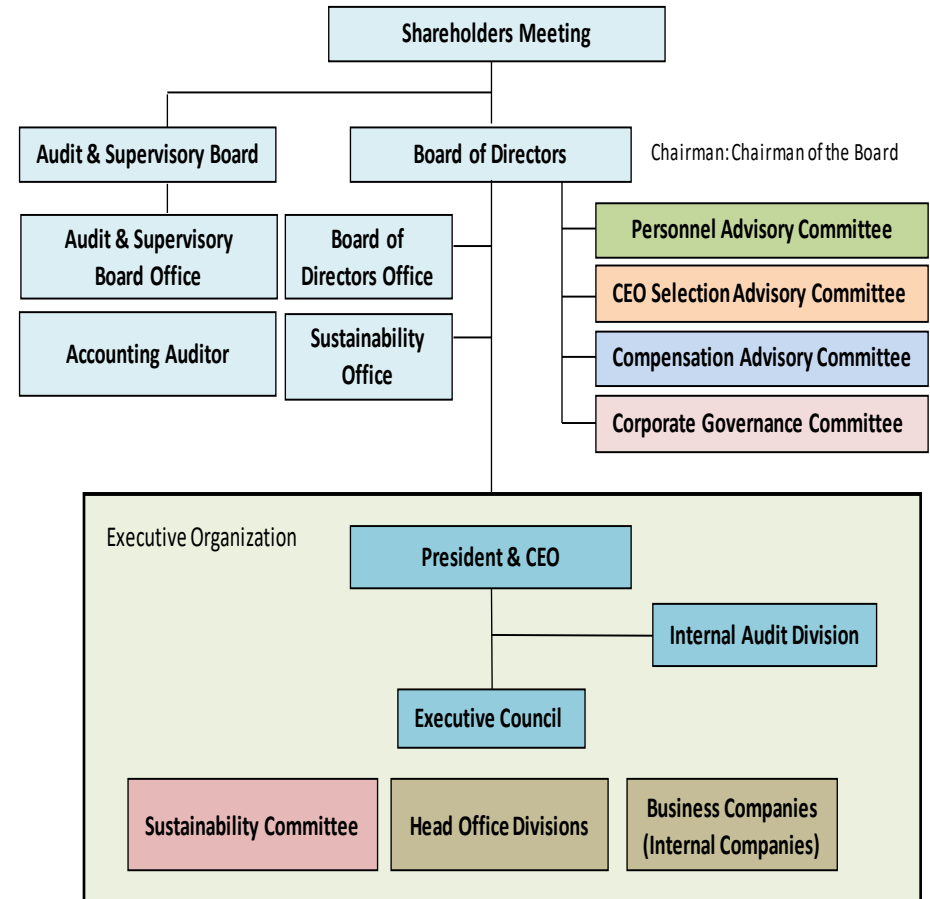 Shareholders Meeting
Audit & Supervisory Board
Board of Directors
Chairman: Chairman of the Board
Audit & Supervisory
Board Office
Board of
Directors Office
Personnel Advisory Committee
CEO Selection Advisory Committee
Accounting Auditor
Sustainability
Office
Compensation Advisory Committee
Corporate Governance Committee
Executive Organization
President & CEO
Internal Audit Division
Executive Council
Sustainability Committee
Head Office Divisions
Business Companies
(Internal Companies)